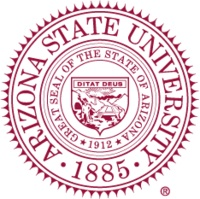 ARIZONA STATE UNIVERSITY
· 1885 ·
GREAT SEAL OF THE STATE OF ARIZONA
1912
DITAT DEUS
®